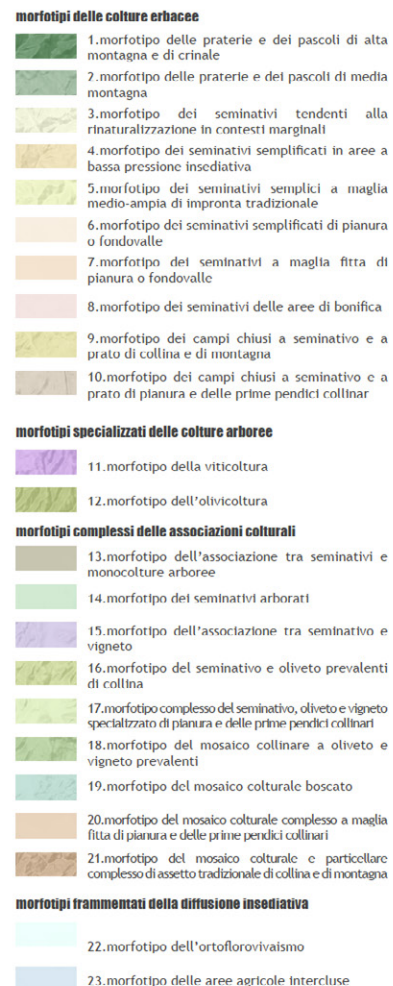 morfotipi delle colture erbacee
1.morfotipo delle praterie e dei pascoli di alta
montagna e di crinale
2.morfotipo delle praterie e dei pascoli di media
montagna
3.morfotipo dei seminativi tendenti alla
rinaturalizzazione in contesti marginali
4.morfotipo dei seminativi semplificati in aree a
bassa pressione insediativa
5.morfotipo dei seminativi semplici a maglia
medio-ampia di impronta tradizionale
6.morfotipo dei seminativi semplificati di pianura
o fondovalle
7.morfotipo dei seminativi a maglia fitta di
pianura o fondovalle
8.morfotipo dei seminativi delle aree di bonifica
9.morfotipo dei campi chiusi a seminativo e a
prato di collina e di montagna
10.morfotipo dei campi chiusi a seminativo e a
prato di pianura e delle prime pendici collinar
morfotipi specializzati delle colture arboree
11.morfotipo della viticoltura
12.morfotipo dell'olivicoltura
morfotipi complessi delle associazioni colturali
13.morfotipo dell'associazione tra seminativi e
monocolture arboree
14.morfotipo dei seminativi arborati
15.morfotipo dell'associazione tra seminativo e
vigneto
16.morfotipo del seminativo e oliveto prevalenti
di collina
17.morfotipo complesso del seminativo, oliveto e vigneto
specializzato di pianura e delle prime pendici collinari
18.morfotipo del mosaico collinare a oliveto e
vigneto prevalenti
19.morfotipo del mosaico colturale boscato
20.morfotipo del mosaico colturale complesso a maglia
fitta di pianura e delle prime pendici collinari
21.morfotipo del mosaico colturale e particellare
complesso di assetto tradizionale di collina e di montagna
morfotipi frammentati della diffusione insediativa
22.morfotipo dell'ortoflorovivaismo
23.morfotipo delle aree agricole intercluse